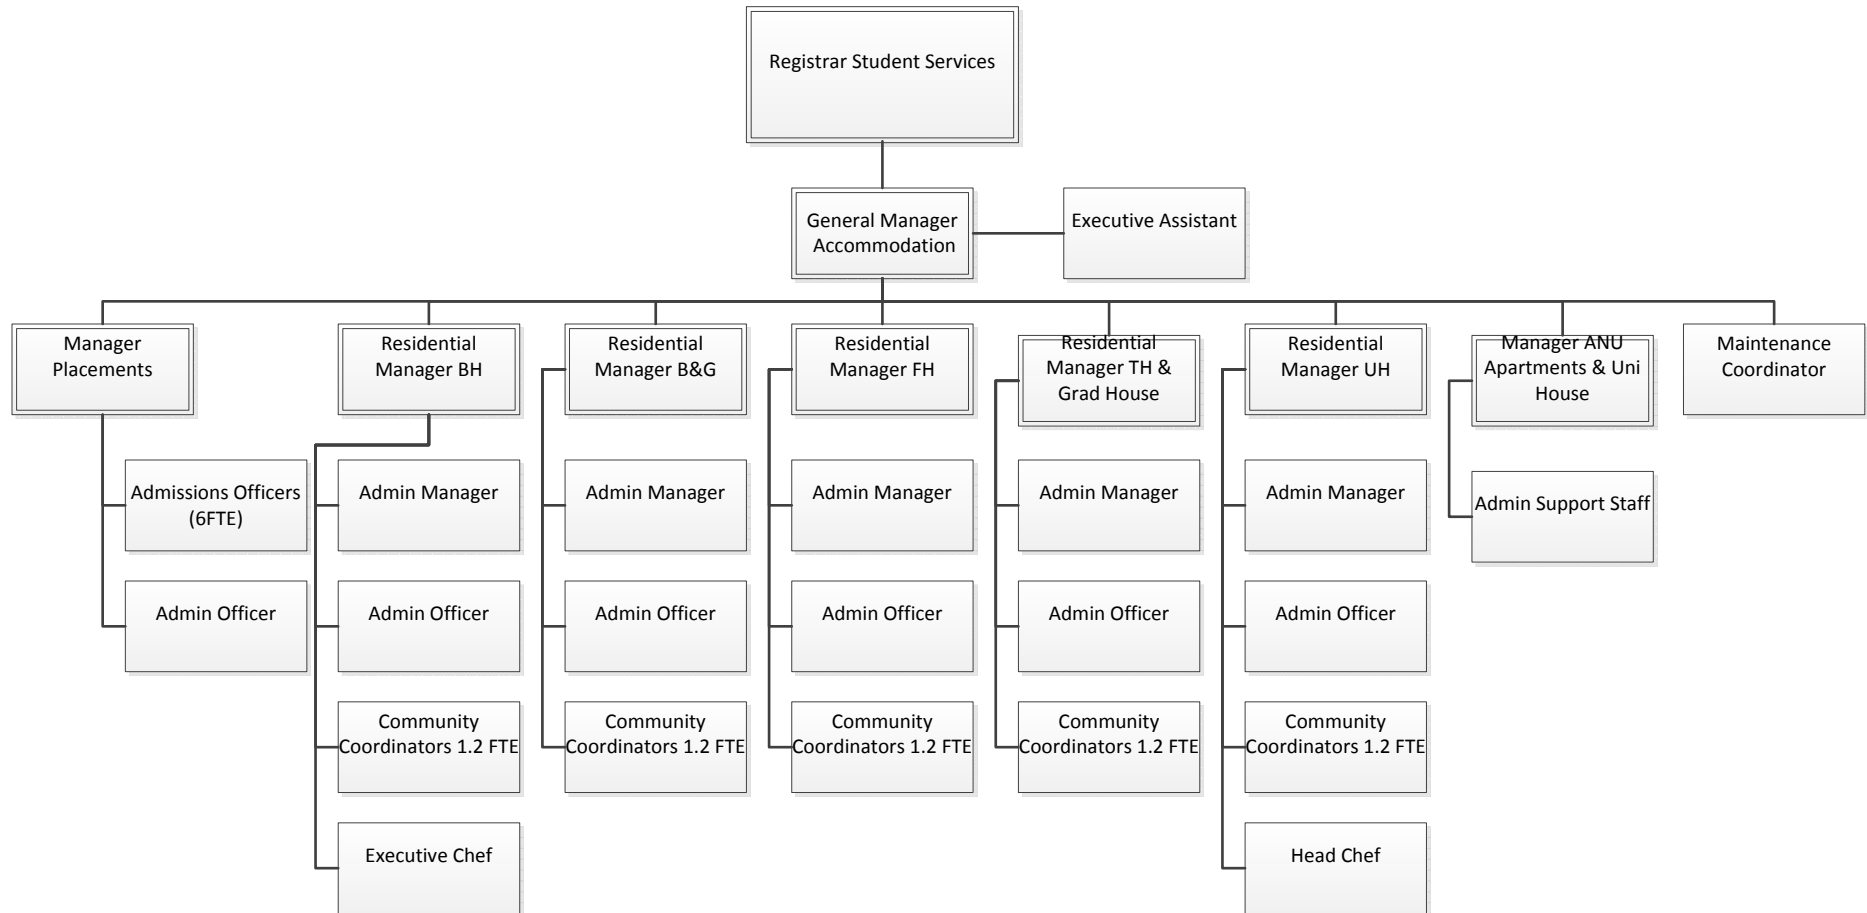 Registrar Student Services
General Manager
Accommodation
Executive Assistant
Manager
Placements
Residential
Manager BH
Residential
Manager B&G
Residential
Manager FH
Residential
Manager TH &
Grad House
Residential
Manager UH
Manager ANU
Apartments & Uni
House
Maintenance
Coordinator
Admissions Officers
(6FTE)
Admin Manager
Admin Manager
Admin Manager
Admin Manager
Admin Manager
Admin Support Staff
Admin Officer
Admin Officer
Admin Officer
Admin Officer
Admin Officer
Admin Officer
Community
Coordinators 1.2 FTE
Community
Coordinators 1.2 FTE
Community
Coordinators 1.2 FTE
Community
Coordinators 1.2 FTE
Community
Coordinators 1.2 FTE
Executive Chef
Head Chef